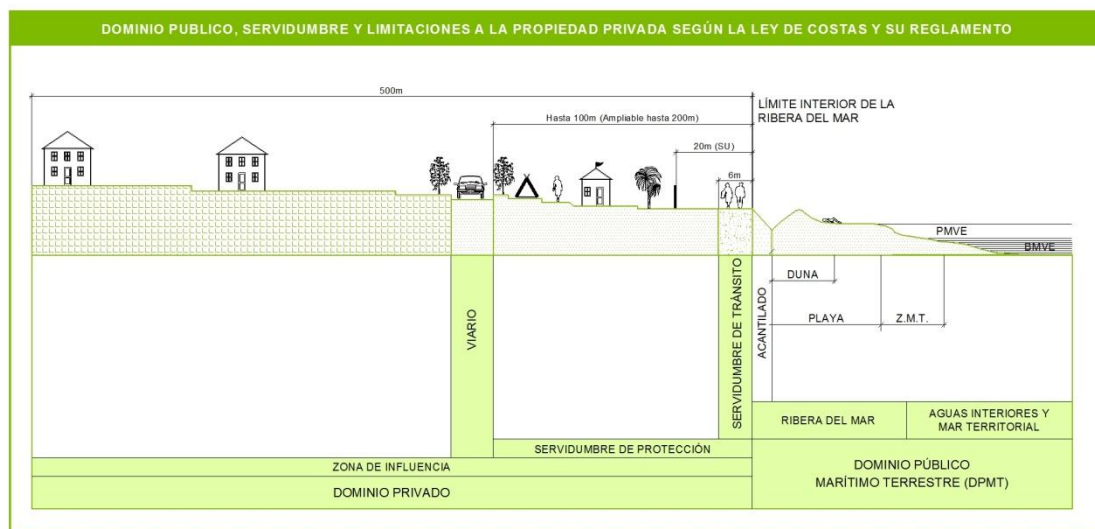 DOMINIO PUBLICO, SERVIDUMBRE Y LIMITACIONES A LA PROPIEDAD PRIVADA SEGÚN LA LEY DE COSTAS Y SU REGLAMENTO
500m
LÍMITE INTERIOR DE LA
RIBERA DEL MAR
Hasta 100m (Ampliable hasta 200m)
20m (SU)
6m
PMVE
BMVE
DUNA
PLAYA
Z.M.T.
VIARIO
SERVIDUMBRE DE TRÁNSITO
ACANTILADO
RIBERA DEL MAR
AGUAS INTERIORES Y
MAR TERRITORIAL
SERVIDUMBRE DE PROTECCIÓN
ZONA DE INFLUENCIA
DOMINIO PRIVADO
DOMINIO PÚBLICO
MARÍTIMO TERRESTRE (DPMT)